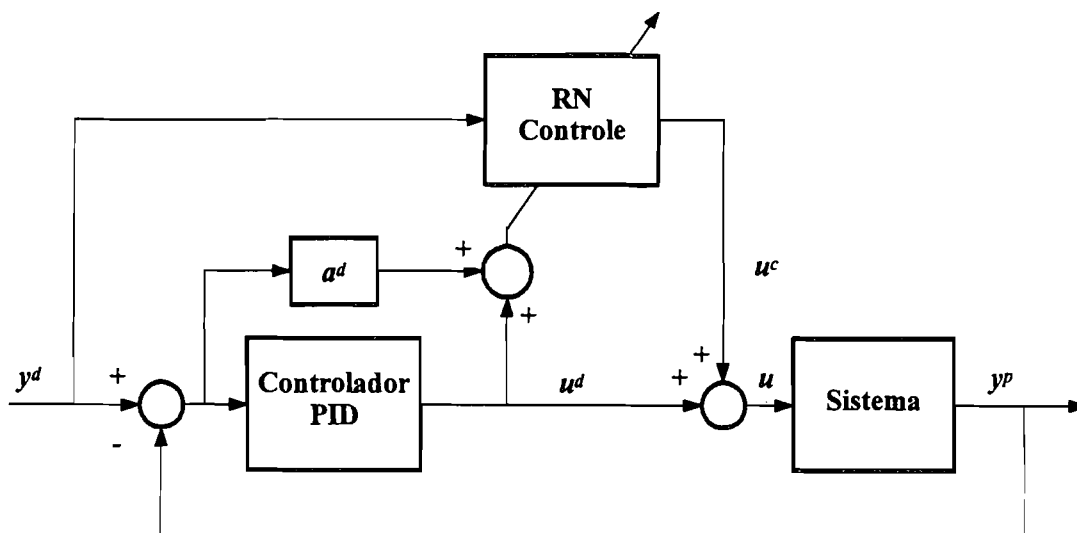 RN
Controle
+
a^d
+
u^c
y^d
+
-
Controlador
PID
u^d
+
+
u
Sistema
y^p